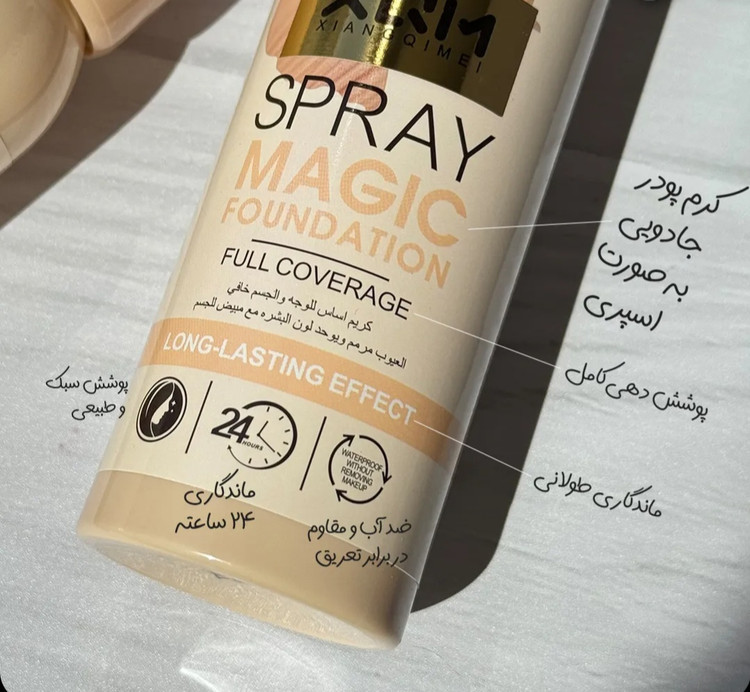 XIANGQIMEI
SPRAY
MAGIC
FOUNDATION
FULL COVERAGE
كريم اساس للوجه والجسم خافي
العيوب مرمم ويوحد لون البشره مع مبيض للجسم
LONG-LASTING EFFECT
24
HOURS
WATERPROOF
WITHOUT
REMOVING
MAKEUP
کرم پودر
جادویی
به صورت
اسپری
پوشش دهی کامل
ماندگاری طولانی
پوشش سبک
و طبیعی
ماندگاری
۲۴ ساعته
ضد آب و مقاوم
در برابر تعریق